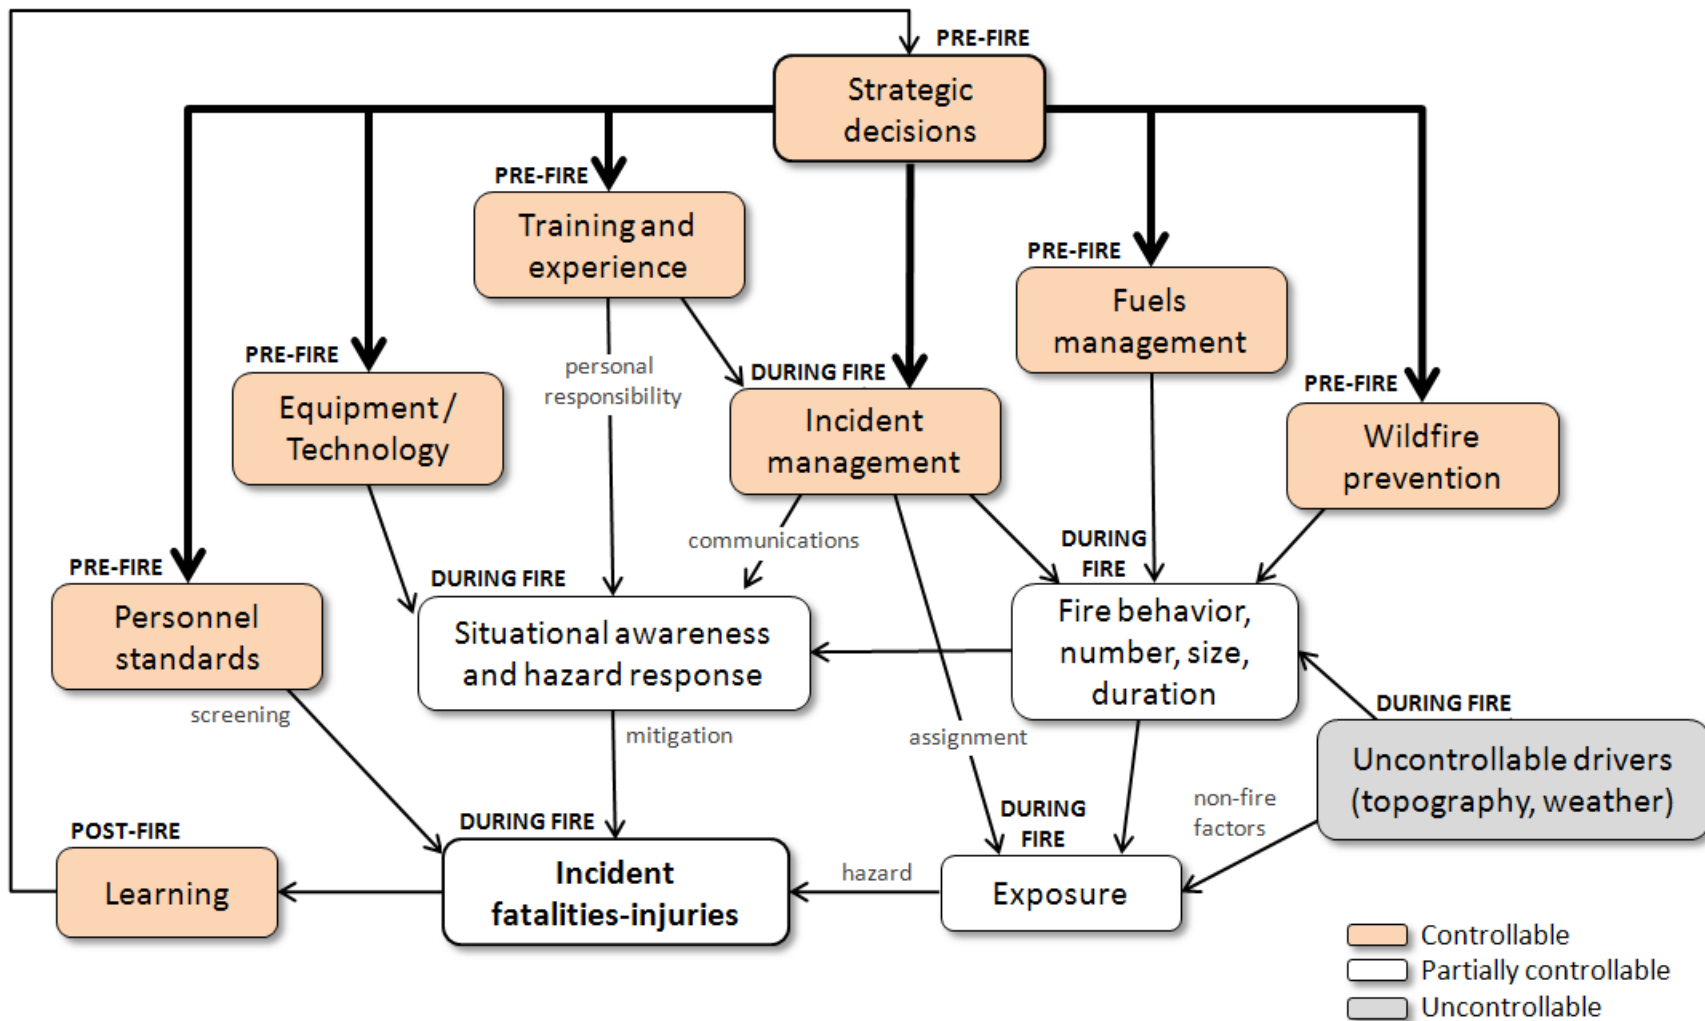 PRE-FIRE
Strategic
decisions
PRE-FIRE
Training and
experience
PRE-FIRE
Fuels
management
PRE-FIRE
Equipment /
Technology
personal
responsibility
DURING FIRE
Incident
management
PRE-FIRE
Wildfire
prevention
communications
PRE-FIRE
Personnel
standards
DURING FIRE
Situational awareness
and hazard response
DURING
FIRE
Fire behavior,
number, size,
duration
screening
mitigation
assignment
DURING FIRE
Uncontrollable drivers
(topography, weather)
non-fire
factors
POST-FIRE
Learning
DURING FIRE
Incident
fatalities-injuries
hazard
DURING
FIRE
Exposure
Controllable
Partially controllable
Uncontrollable